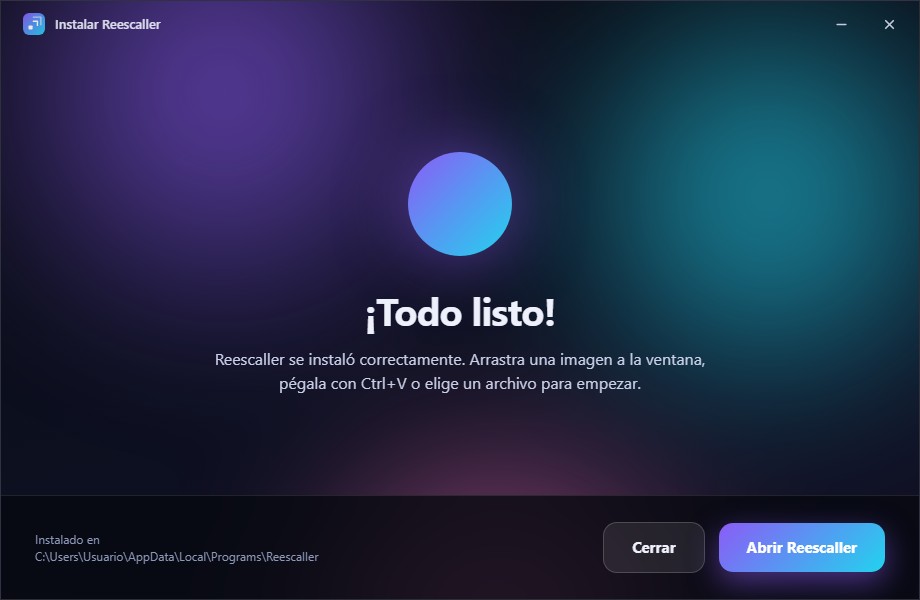 Instalar Reescaller
¡Todo listo!
Reescaller se instaló correctamente. Arrastra una imagen a la ventana,
pégala con Ctrl+V o elige un archivo para empezar.
Instalado en
C:\Users\Usuario\AppData\Local\Programs\Reescaller
Cerrar
Abrir Reescaller